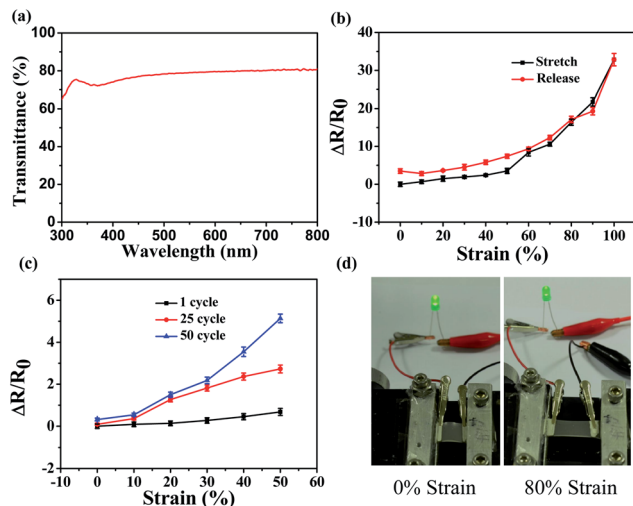 (a)
100
80
60
40
20
0
Transmittance (%)
300 400 500 600 700 800
Wavelength (nm)
(b)
40
30
20
10
0
-10
ΔR/R0
Stretch
Release
0 20 40 60 80 100
Strain (%)
(c)
6
4
2
0
-2
ΔR/R0
1 cycle
25 cycle
50 cycle
-10 0 10 20 30 40 50 60
Strain (%)
(d)
0% Strain 80% Strain